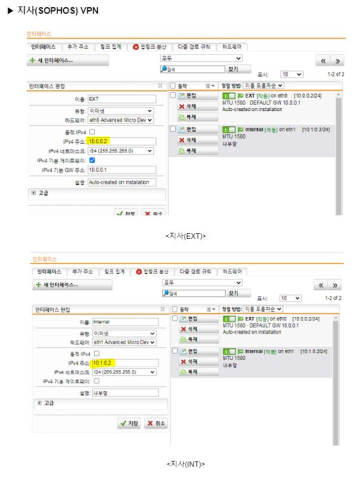 ▶ 지사(SOPHOS) VPN
인터페이스
인터페이스 추가 주소 링크 집계 업링크 분산 다중 경로 규칙 하드웨어
+ 새 인터페이스...
모두
검색 찾기
표시: 10 1-2 of 2
인터페이스 편집
이름: EXT
유형: 이더넷
하드웨어: eth0 Advanced Micro Dev
동적 IPv4
IPv4 주소: 10.0.0.2
IPv4 네트마스크: /24 (255.255.255.0)
IPv4 기본 게이트웨이:
IPv4 기본 GW 주소: 10.0.0.1
설명: Auto-created on installation
고급
저장 취소
동작 정렬 방법: 이름 오름차순
편집 EXT [작동] on eth0 [10.0.0.2/24]
MTU 1500 · DEFAULT GW 10.0.0.1
삭제 Auto-created on installation
복제
편집 Internal [작동] on eth1 [10.1.0.2/24]
MTU 1500
삭제 내부망
복제
<지사(EXT)>
인터페이스
인터페이스 추가 주소 링크 집계 업링크 분산 다중 경로 규칙 하드웨어
+ 새 인터페이스...
모두
검색 찾기
표시: 10 1-2 of 2
인터페이스 편집
이름: Internal
유형: 이더넷
하드웨어: eth1 Advanced Micro Dev
동적 IPv4
IPv4 주소: 10.1.0.2
IPv4 네트마스크: /24 (255.255.255.0)
IPv4 기본 게이트웨이:
설명: 내부망
고급
저장 취소
동작 정렬 방법: 이름 오름차순
편집 EXT [작동] on eth0 [10.0.0.2/24]
MTU 1500 · DEFAULT GW 10.0.0.1
삭제 Auto-created on installation
복제
편집 Internal [작동] on eth1 [10.1.0.2/24]
MTU 1500
삭제 내부망
복제
<지사(INT)>